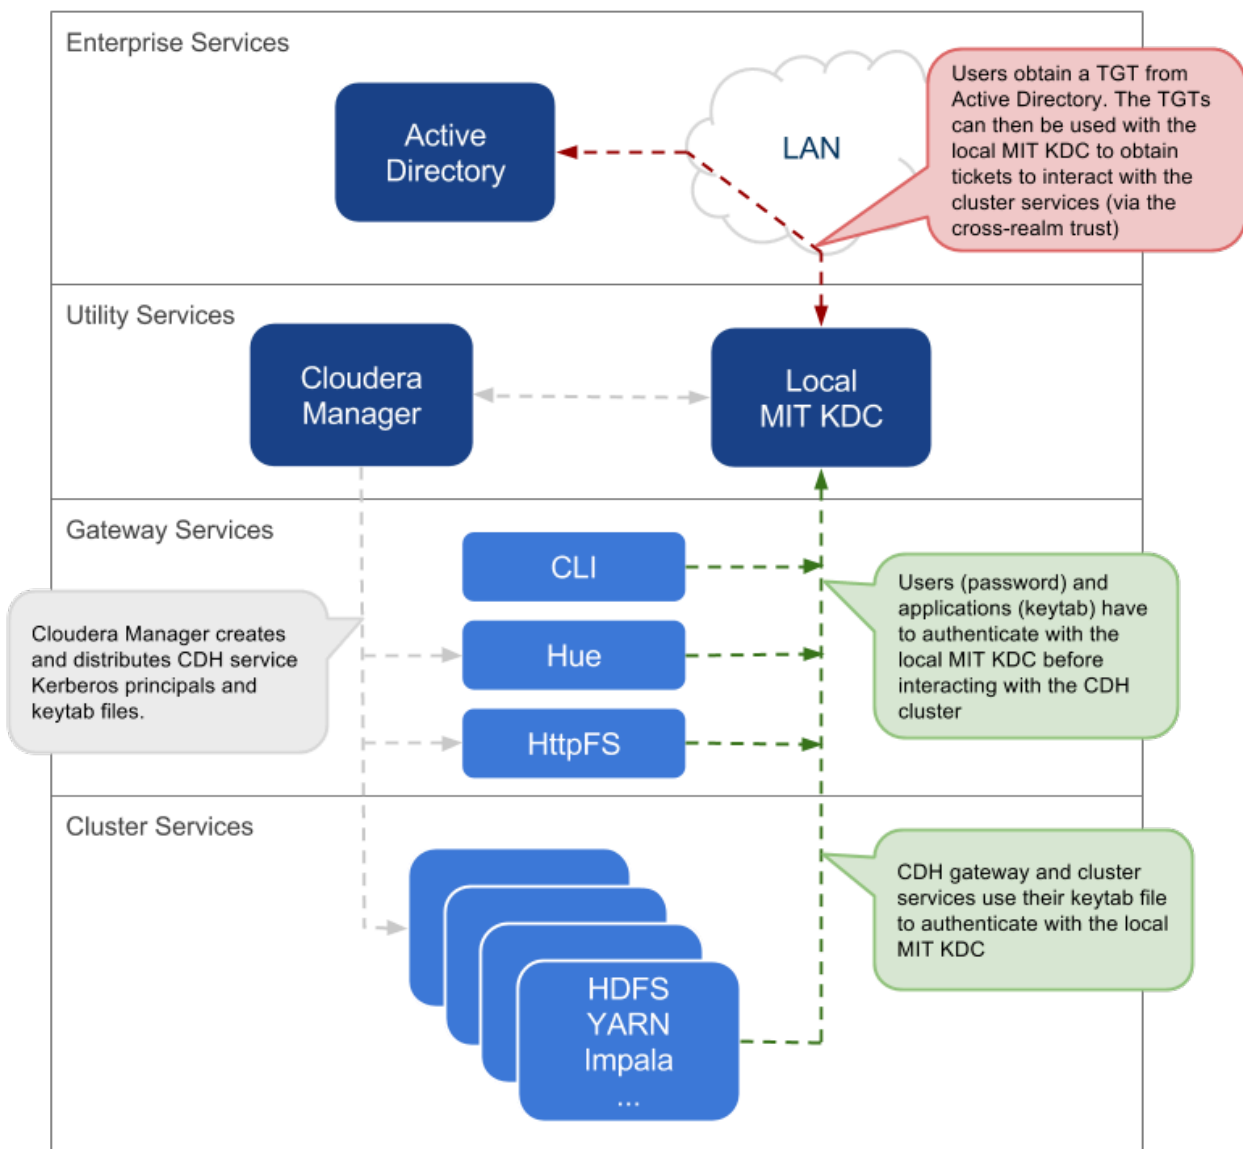 Enterprise Services
Active
Directory
LAN
Users obtain a TGT from
Active Directory. The TGTs
can then be used with the
local MIT KDC to obtain
tickets to interact with the
cluster services (via the
cross-realm trust)
Utility Services
Cloudera
Manager
Local
MIT KDC
Gateway Services
CLI
Hue
HttpFS
Cloudera Manager creates
and distributes CDH service
Kerberos principals and
keytab files.
Users (password) and
applications (keytab) have
to authenticate with the
local MIT KDC before
interacting with the CDH
cluster
Cluster Services
HDFS
YARN
Impala
...
CDH gateway and cluster
services use their keytab file
to authenticate with the local
MIT KDC